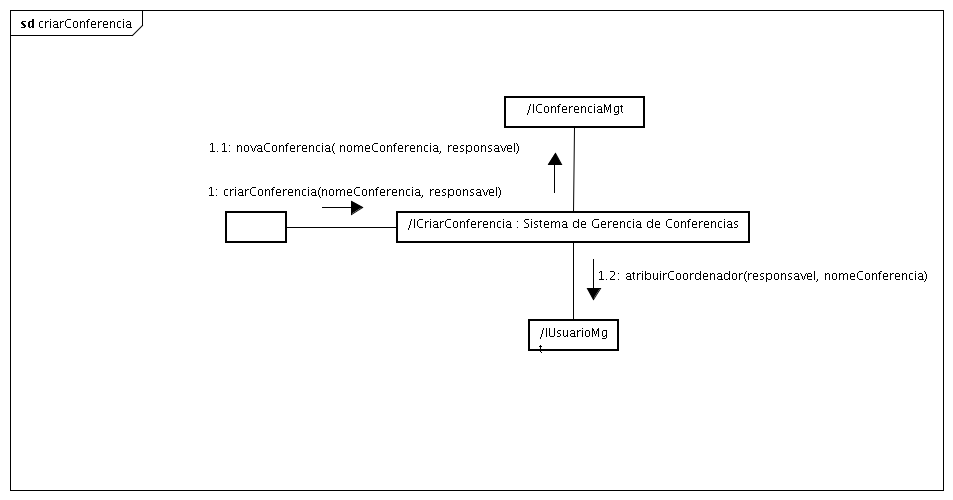 sd criarConferencia
/IConferenciaMgt
1.1: novaConferencia( nomeConferencia, responsavel)
1: criarConferencia(nomeConferencia, responsavel)
/ICriarConferencia : Sistema de Gerencia de Conferencias
1.2: atribuirCoordenador(responsavel, nomeConferencia)
/IUsuarioMg
t